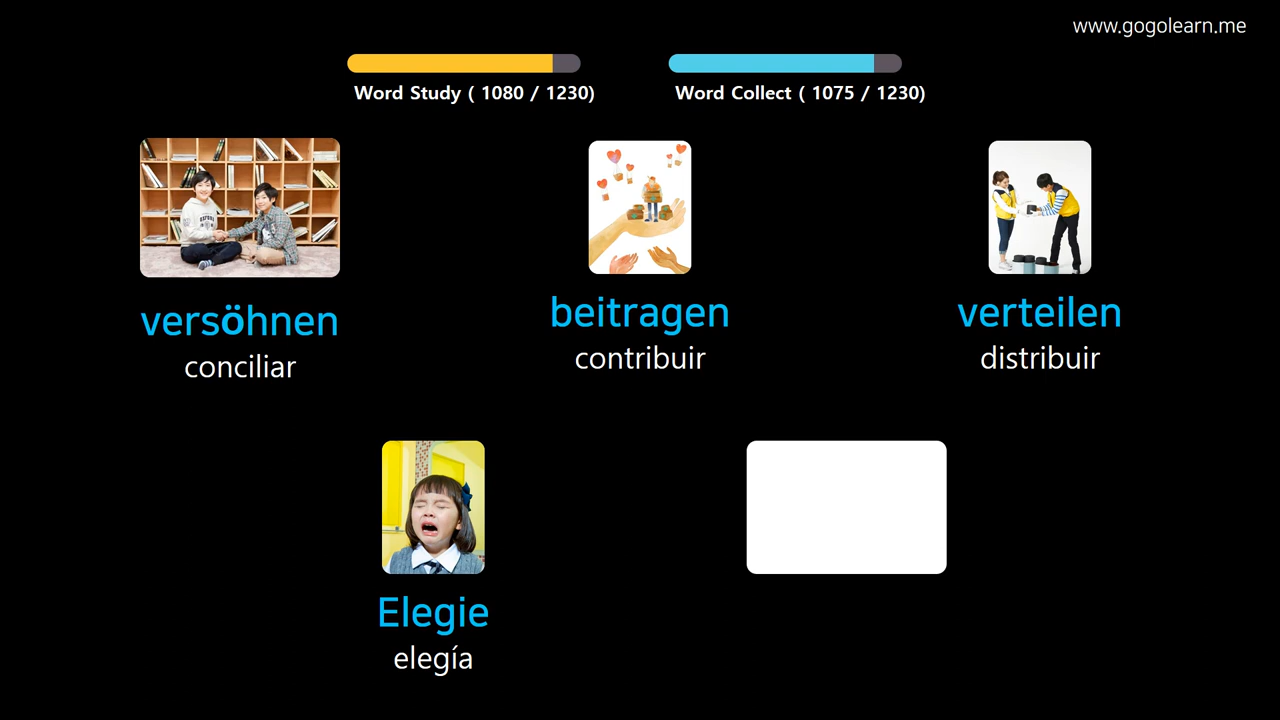 www.gogolearn.me
Word Study ( 1080 / 1230)
Word Collect ( 1075 / 1230)
versöhnen
conciliar
beitragen
contribuir
verteilen
distribuir
Elegie
elegía